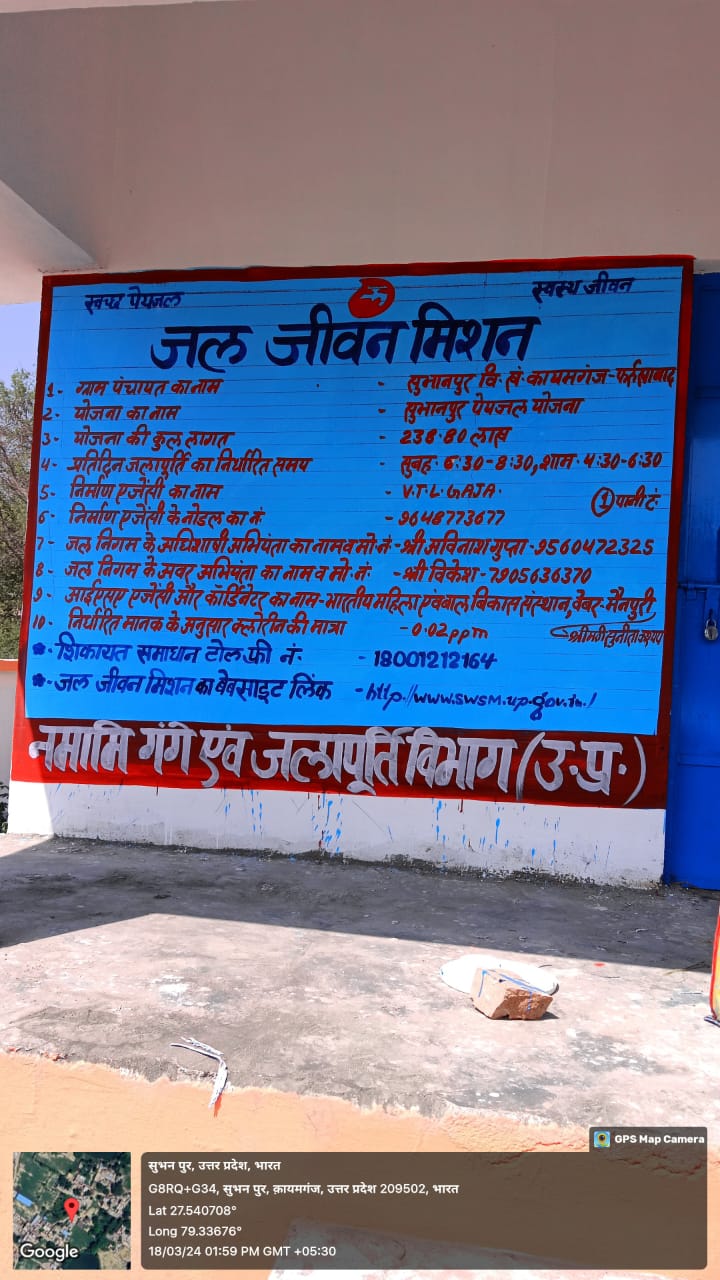 स्वच्छ पेयजल
स्वस्थ जीवन
जल जीवन मिशन
1- ग्राम पंचायत का नाम - सुभानपुर वि. खं. कायमगंज-फर्रुखाबाद
2- योजना का नाम - सुभानपुर पेयजल योजना
3- योजना की कुल लागत - 238.80 लाख
4- प्रतिदिन जलापूर्ति का निर्धारित समय - सुबह 6:30-8:30, शाम 4:30-6:30
5- निर्माण एजेंसी का नाम - V.T.L. GAJA.
1 पानी टं.
6- निर्माण एजेंसी के नोडल का नं. - 9648773677
7- जल निगम के अधिशाषी अभियंता का नाम व मो. नं.-श्री अविनाश गुप्ता-9560472325
8- जल निगम के अवर अभियंता का नाम व मो. नं. -श्री विकेश-7905636370
9- आईएसए एजेंसी और कॉर्डिनेटर का नाम-भारतीय महिला एवं बाल विकास संस्थान, बेबर-मैनपुरी,
श्रीमती सुनीता कश्यप
10- निर्धारित मानक के अनुसार क्लोरीन की मात्रा -0.02 ppm
शिकायत समाधान टोल फ्री नं. - 18001212164
जल जीवन मिशन का बेबसाइट लिंक -http://www.swsm.up.gov.in./
नमामि गंगे एवं जलापूर्ति विभाग (उ.प्र.)
GPS Map Camera
सुभन पुर, उत्तर प्रदेश, भारत
G8RQ+G34, सुभन पुर, क़ायमगंज, उत्तर प्रदेश 209502, भारत
Lat 27.540708°
Long 79.33676°
18/03/24 01:59 PM GMT +05:30
Google